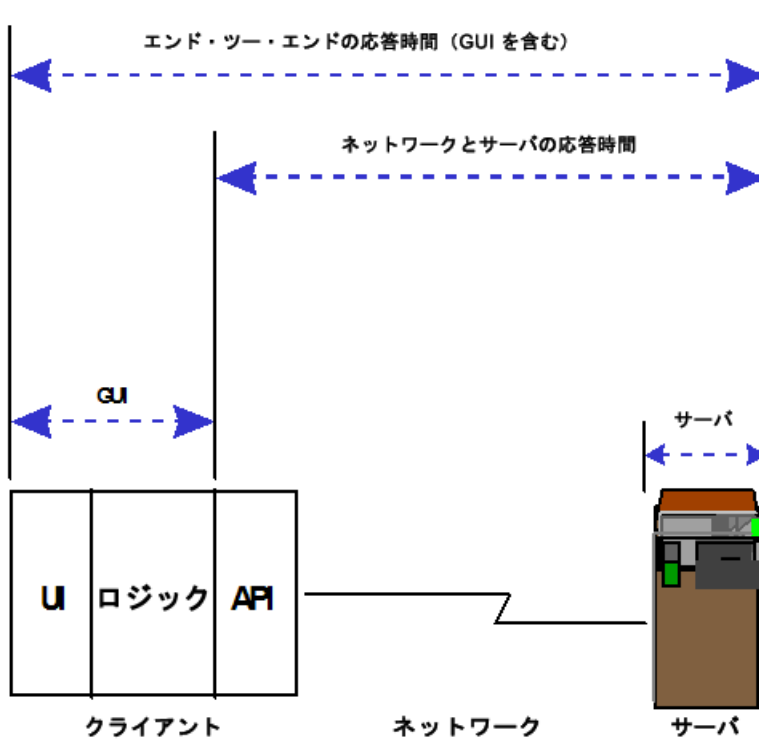 エンド・ツー・エンドの応答時間（GUI を含む）
ネットワークとサーバの応答時間
GUI
サーバ
UI
ロジック
API
クライアント
ネットワーク
サーバ